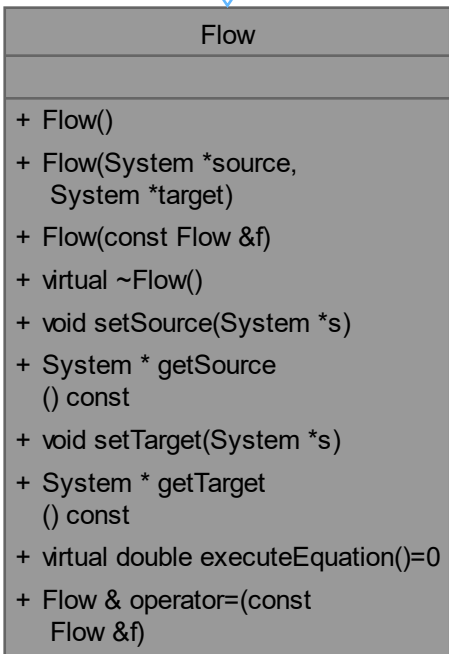 Flow
+ Flow()
+ Flow(System *source,
System *target)
+ Flow(const Flow &f)
+ virtual ~Flow()
+ void setSource(System *s)
+ System * getSource
() const
+ void setTarget(System *s)
+ System * getTarget
() const
+ virtual double executeEquation()=0
+ Flow & operator=(const
Flow &f)